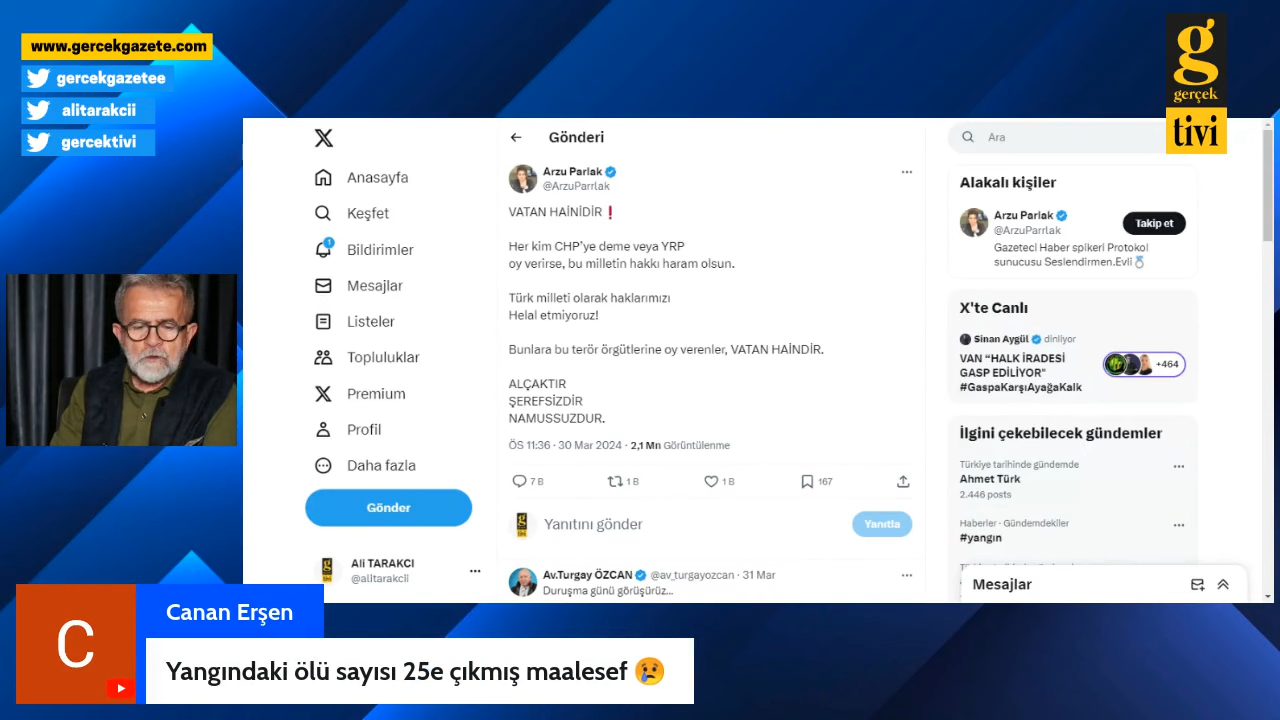 www.gercekgazete.com
gercekgazetee
alitarakcii
gercektivi
g
gerçek
tivi
X
Anasayfa
Keşfet
1
Bildirimler
Mesajlar
Listeler
Topluluklar
Premium
Profil
Daha fazla
Gönder
g
tivi
Ali TARAKCI
@alitarakcii
Gönderi
Arzu Parlak
@ArzuParrlak
VATAN HAİNİDİR❗
Her kim CHP'ye deme veya YRP
oy verirse, bu milletin hakkı haram olsun.
Türk milleti olarak haklarımızı
Helal etmiyoruz!
Bunlara bu terör örgütlerine oy verenler, VATAN HAİNDİR.
ALÇAKTIR
ŞEREFSİZDİR
NAMUSSUZDUR.
ÖS 11:36 · 30 Mar 2024 · 2,1 Mn Görüntülenme
7 B 1 B 1 B 167
g
tivi
Yanıtını gönder
Yanıtla
Av.Turgay ÖZCAN @av_turgayozcan · 31 Mar
Duruşma günü görüşürüz...
Ara
Alakalı kişiler
Arzu Parlak
@ArzuParrlak
Takip et
Gazeteci Haber spikeri Protokol
sunucusu Seslendirmen.Evli💍
X'te Canlı
Sinan Aygül dinliyor
VAN “HALK İRADESİ
GASP EDİLİYOR"
#GaspaKarşıAyağaKalk
+464
İlgini çekebilecek gündemler
Türkiye tarihinde gündemde
Ahmet Türk
2.446 posts
Haberler · Gündemdekiler
#yangın
Mesajlar
C
Canan Erşen
Yangındaki ölü sayısı 25e çıkmış maalesef 😢